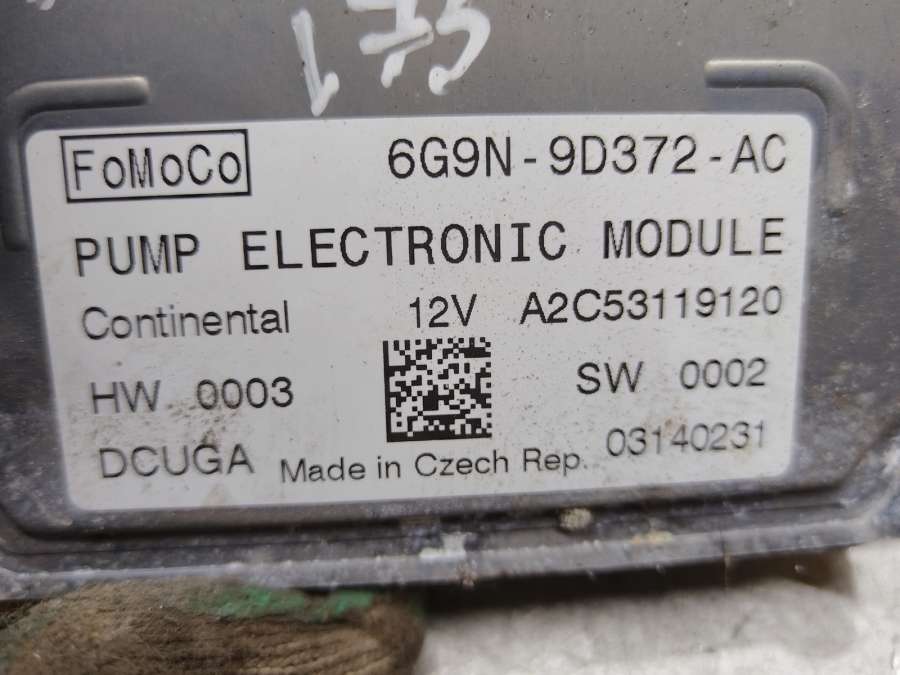 175
FoMoCo 6G9N-9D372-AC
PUMP ELECTRONIC MODULE
Continental 12V A2C53119120
HW 0003 SW 0002
DCUGA Made in Czech Rep. 03140231